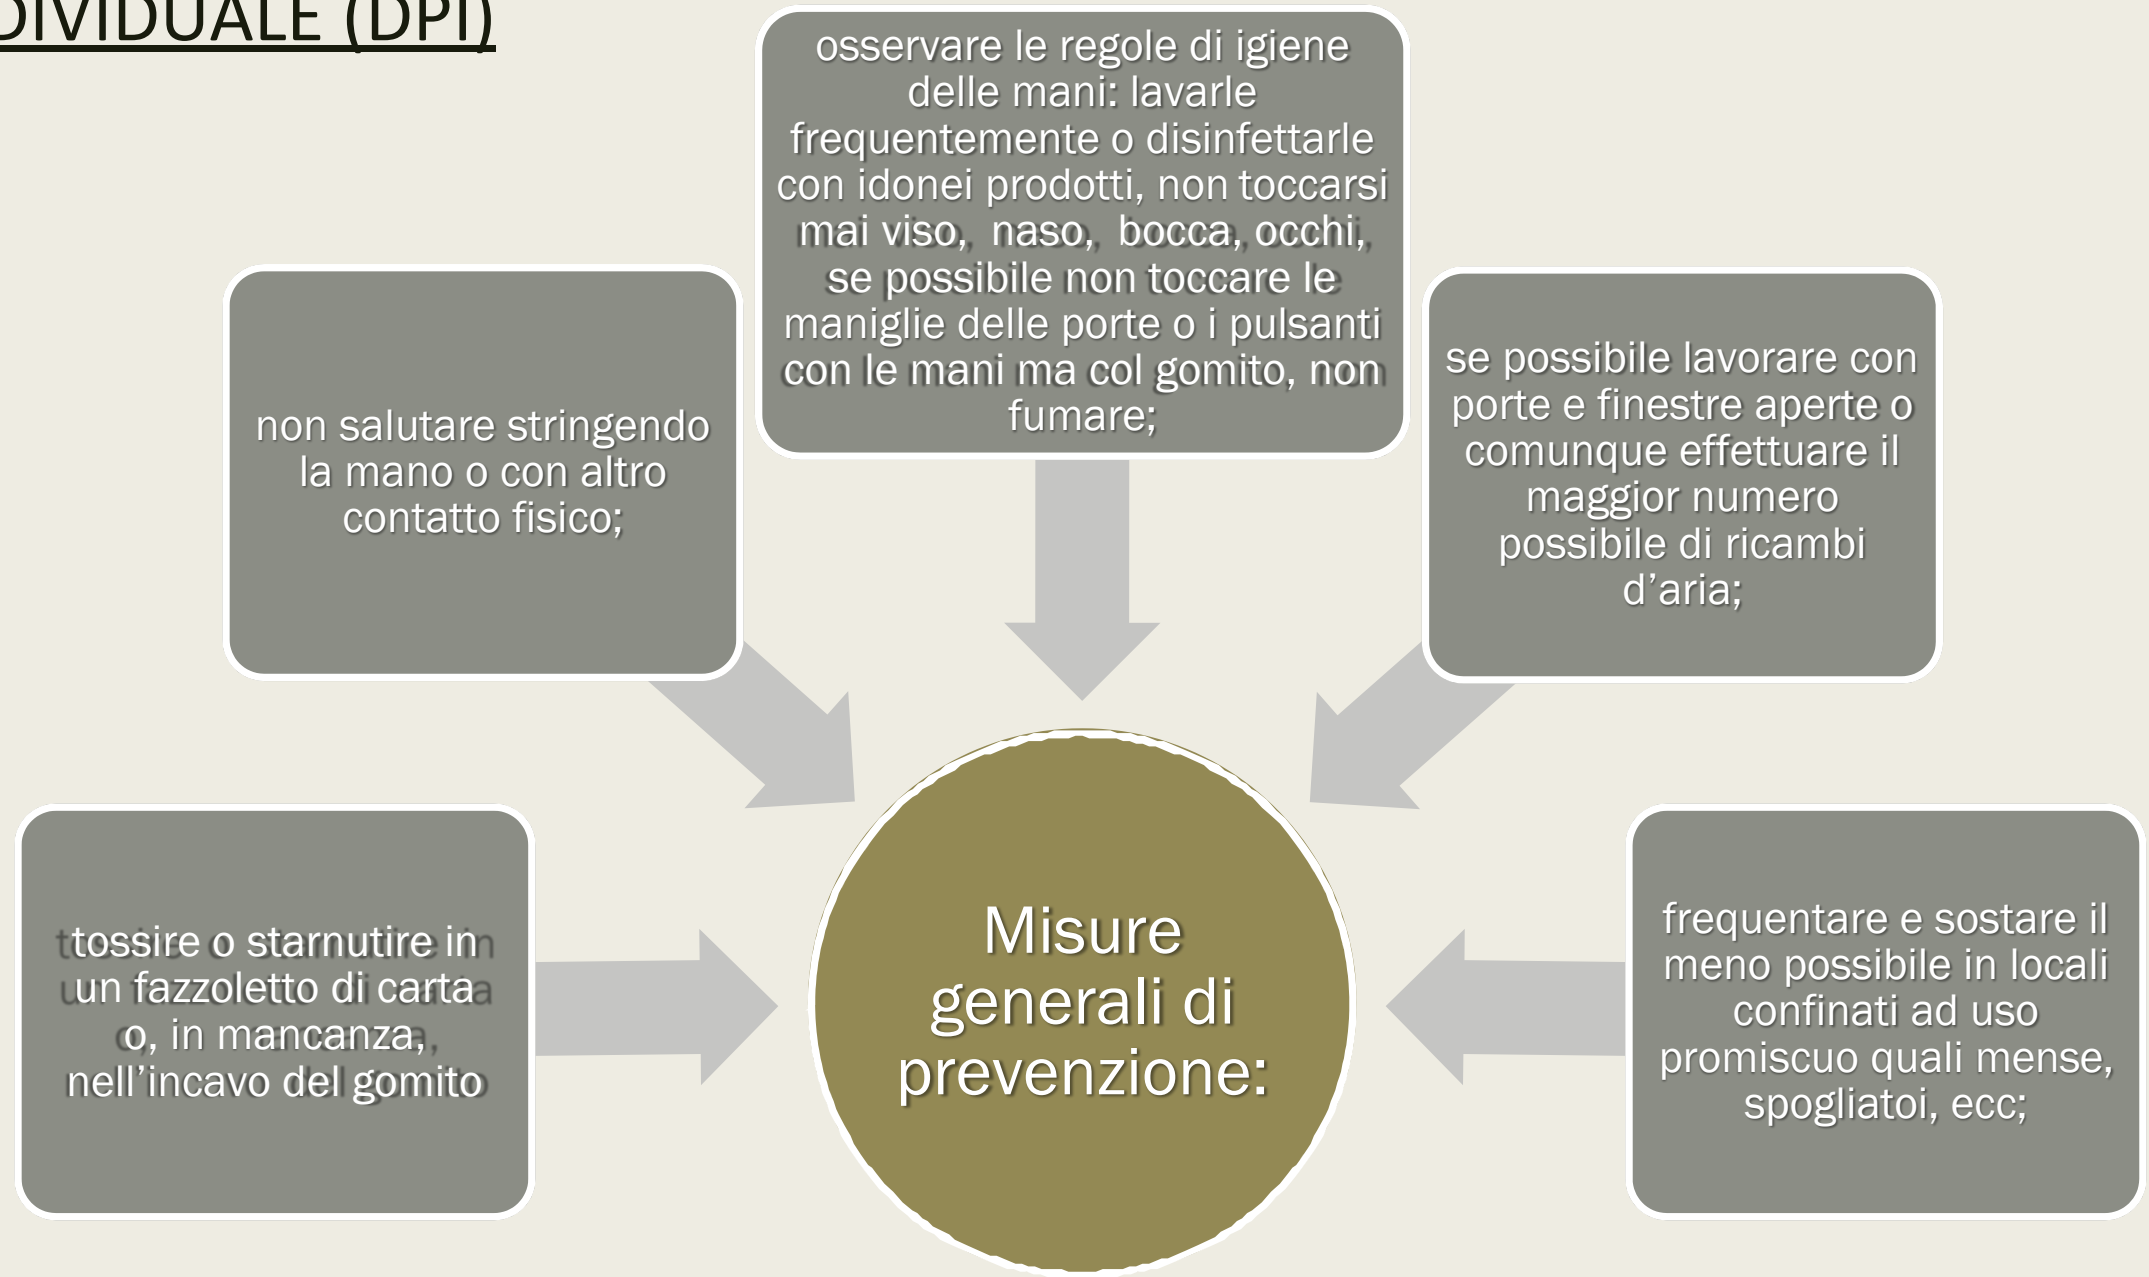 DIVIDUALE (DPI)
osservare le regole di igiene
delle mani: lavarle
frequentemente o disinfettarle
con idonei prodotti, non toccarsi
mai viso, naso, bocca, occhi,
se possibile non toccare le
maniglie delle porte o i pulsanti
con le mani ma col gomito, non
fumare;
non salutare stringendo
la mano o con altro
contatto fisico;
se possibile lavorare con
porte e finestre aperte o
comunque effettuare il
maggior numero
possibile di ricambi
d’aria;
tossire o starnutire in
un fazzoletto di carta
o, in mancanza,
nell’incavo del gomito
Misure
generali di
prevenzione:
frequentare e sostare il
meno possibile in locali
confinati ad uso
promiscuo quali mense,
spogliatoi, ecc;